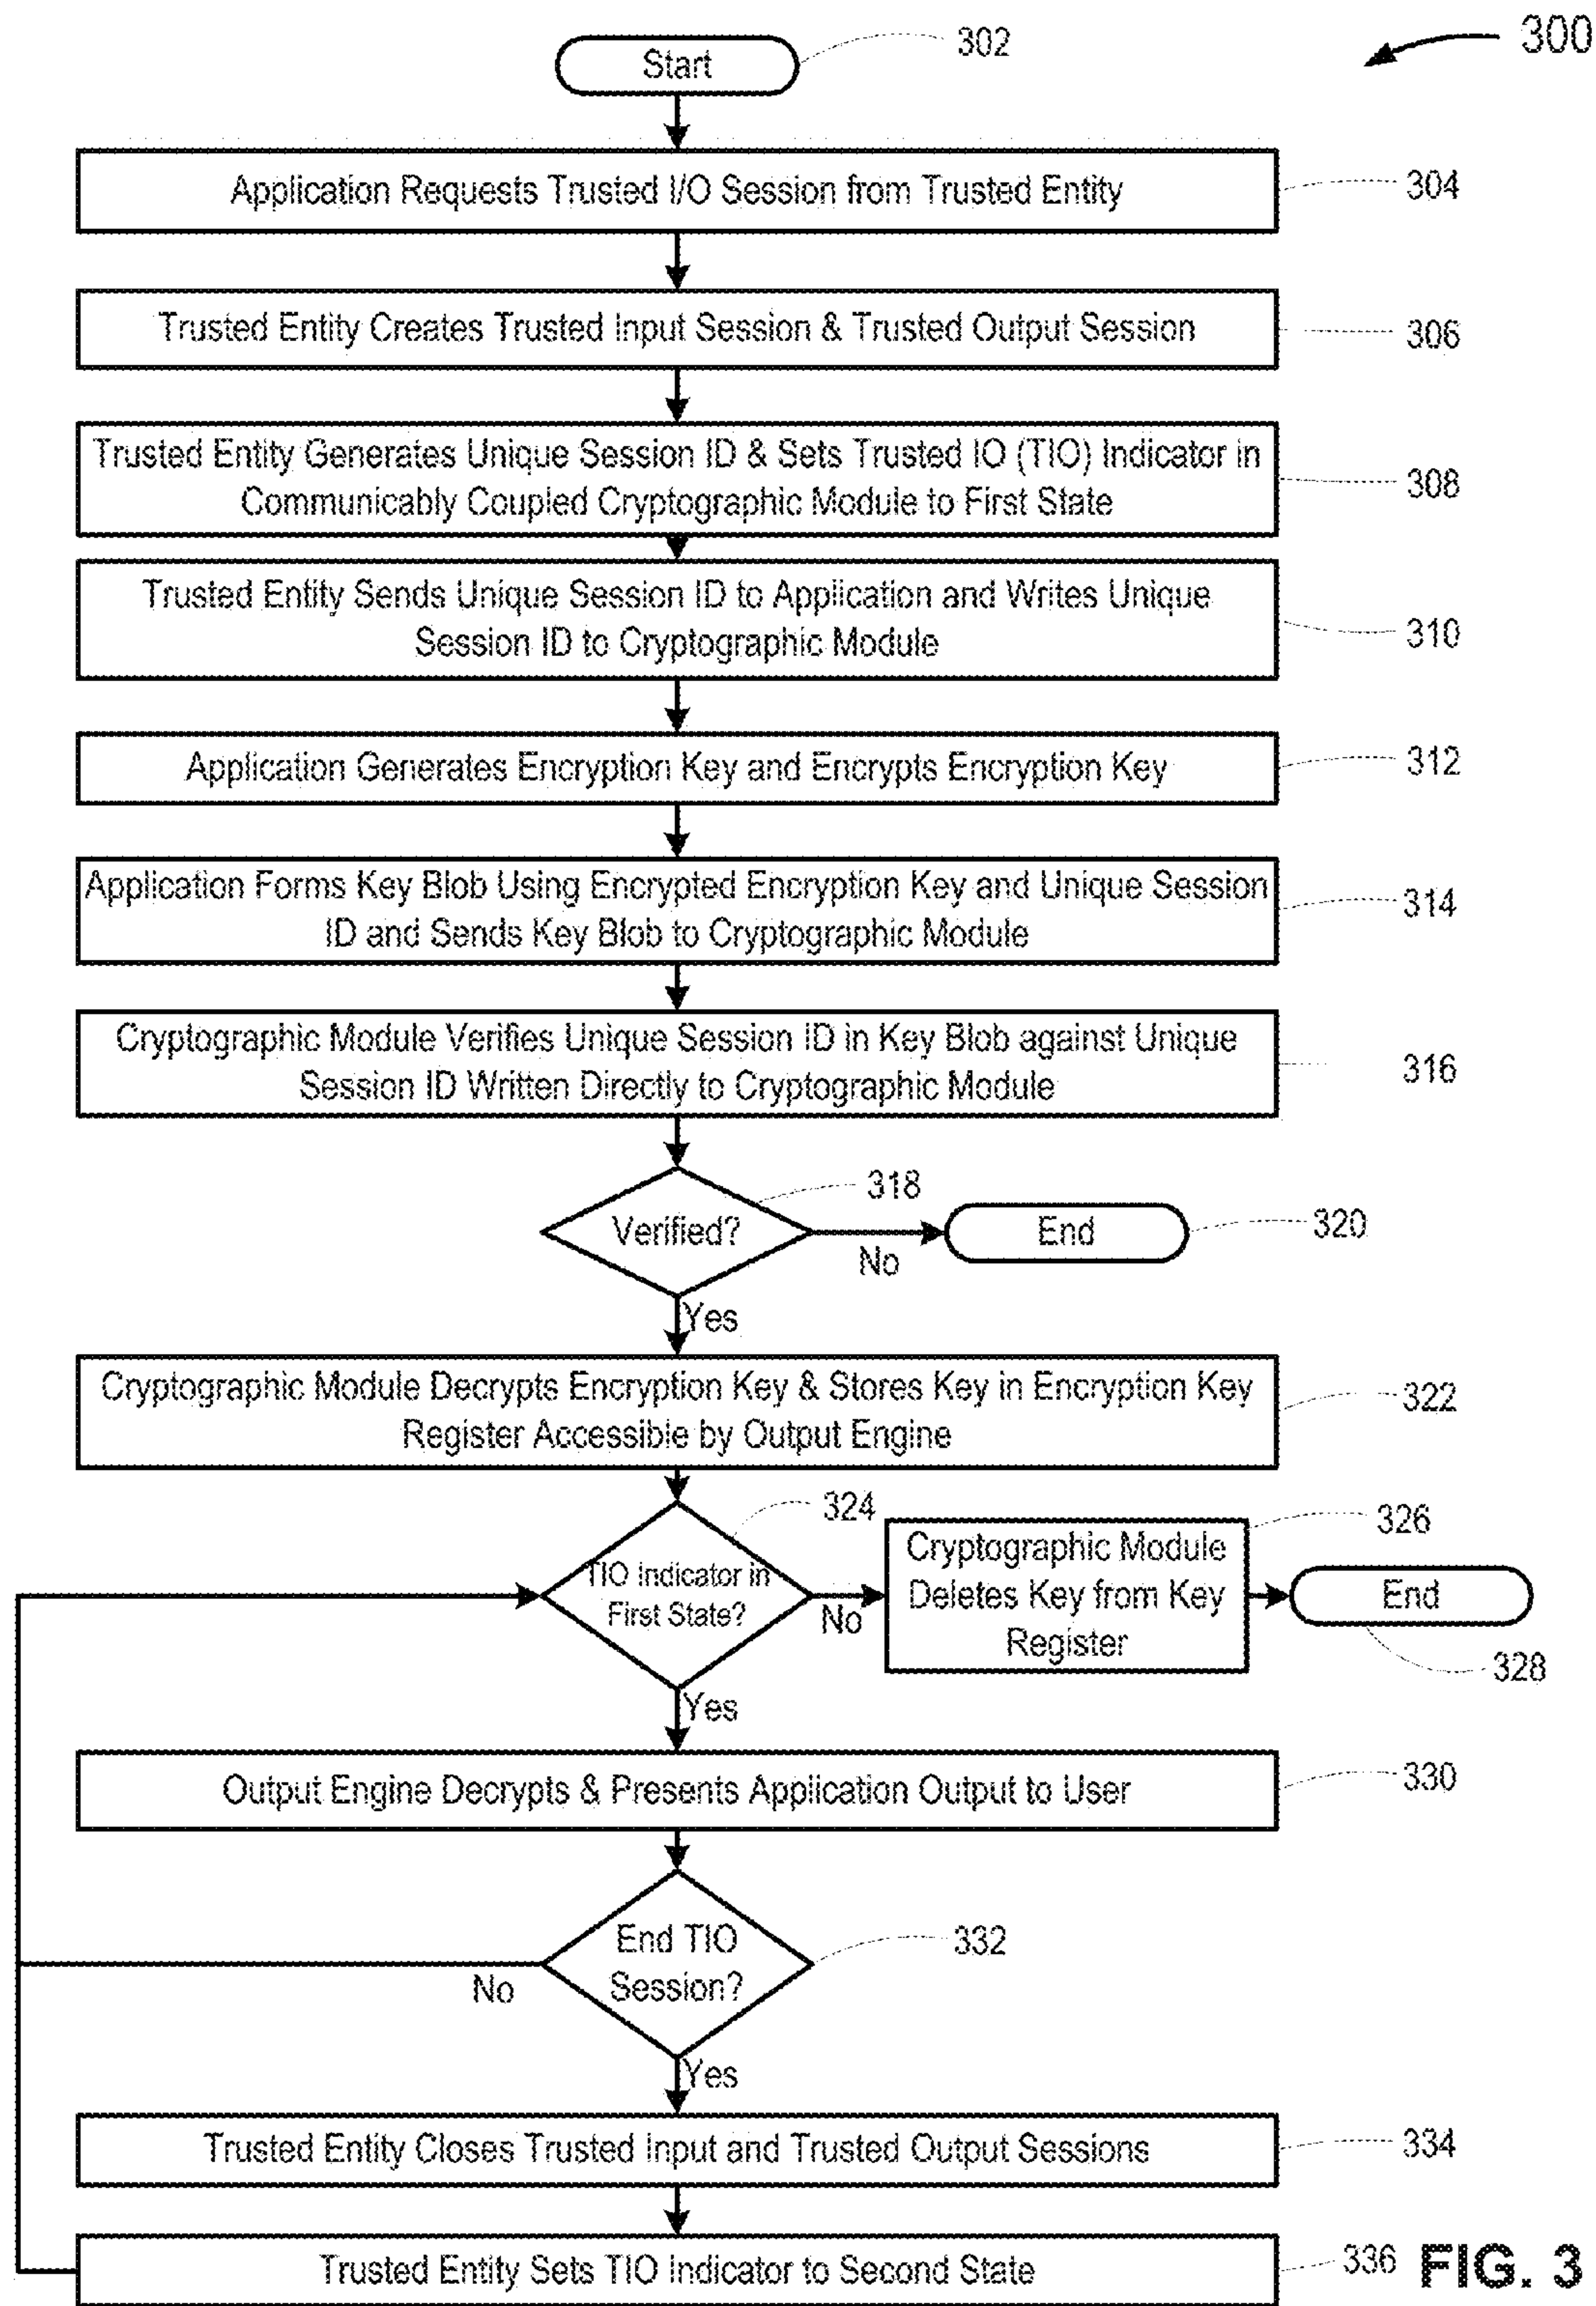 300
Start
302
Application Requests Trusted I/O Session from Trusted Entity
304
Trusted Entity Creates Trusted Input Session & Trusted Output Session
306
Trusted Entity Generates Unique Session ID & Sets Trusted IO (TIO) Indicator in
Communicably Coupled Cryptographic Module to First State
308
Trusted Entity Sends Unique Session ID to Application and Writes Unique
Session ID to Cryptographic Module
310
Application Generates Encryption Key and Encrypts Encryption Key
312
Application Forms Key Blob Using Encrypted Encryption Key and Unique Session
ID and Sends Key Blob to Cryptographic Module
314
Cryptographic Module Verifies Unique Session ID in Key Blob against Unique
Session ID Written Directly to Cryptographic Module
316
Verified?
318
No
End
320
Yes
Cryptographic Module Decrypts Encryption Key & Stores Key in Encryption Key
Register Accessible by Output Engine
322
TIO Indicator in
First State?
324
No
Cryptographic Module
Deletes Key from Key
Register
326
End
328
Yes
Output Engine Decrypts & Presents Application Output to User
330
End TIO
Session?
332
No
Yes
Trusted Entity Closes Trusted Input and Trusted Output Sessions
334
Trusted Entity Sets TIO Indicator to Second State
336
FIG. 3